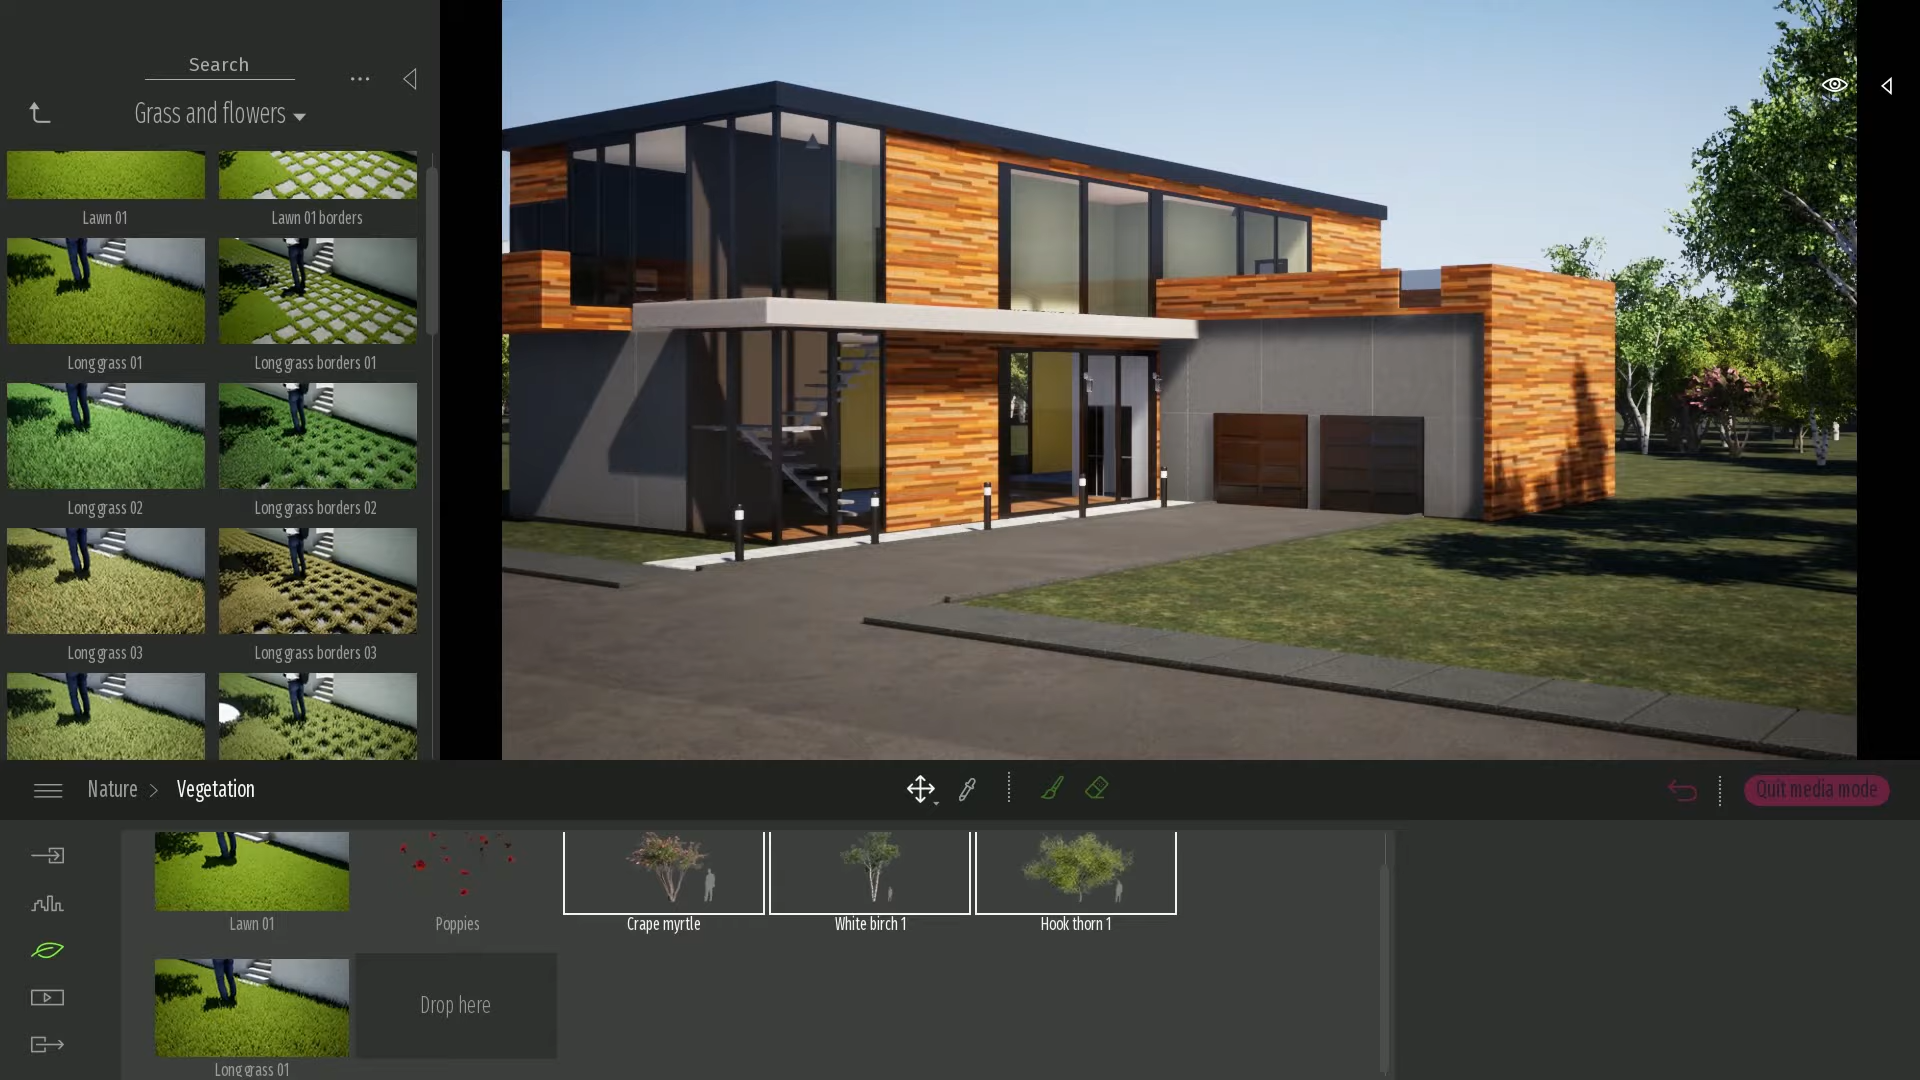 Search
Grass and flowers
Lawn 01
Lawn 01 borders
Long grass 01
Long grass borders 01
Long grass 02
Long grass borders 02
Long grass 03
Long grass borders 03
Nature > Vegetation
Quit media mode
Lawn 01
Poppies
Crape myrtle
White birch 1
Hook thorn 1
Drop here
Long grass 01